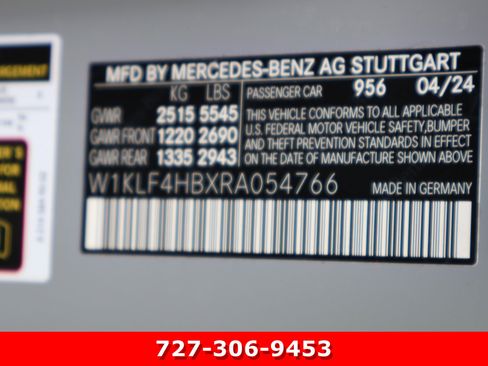 MFD BY MERCEDES-BENZ AG STUTTGART
KG LBS
PASSENGER CAR 956 04/24
GVWR 2515 5545
GAWR FRONT 1220 2690
GAWR REAR 1335 2943
THIS VEHICLE CONFORMS TO ALL APPLICABLE
U.S. FEDERAL MOTOR VEHICLE SAFETY, BUMPER
AND THEFT PREVENTION STANDARDS IN EFFECT
ON THE DATE OF MANUFACTURE SHOWN ABOVE
W1KLF4HBXRA054766
MADE IN GERMANY
727-306-9453